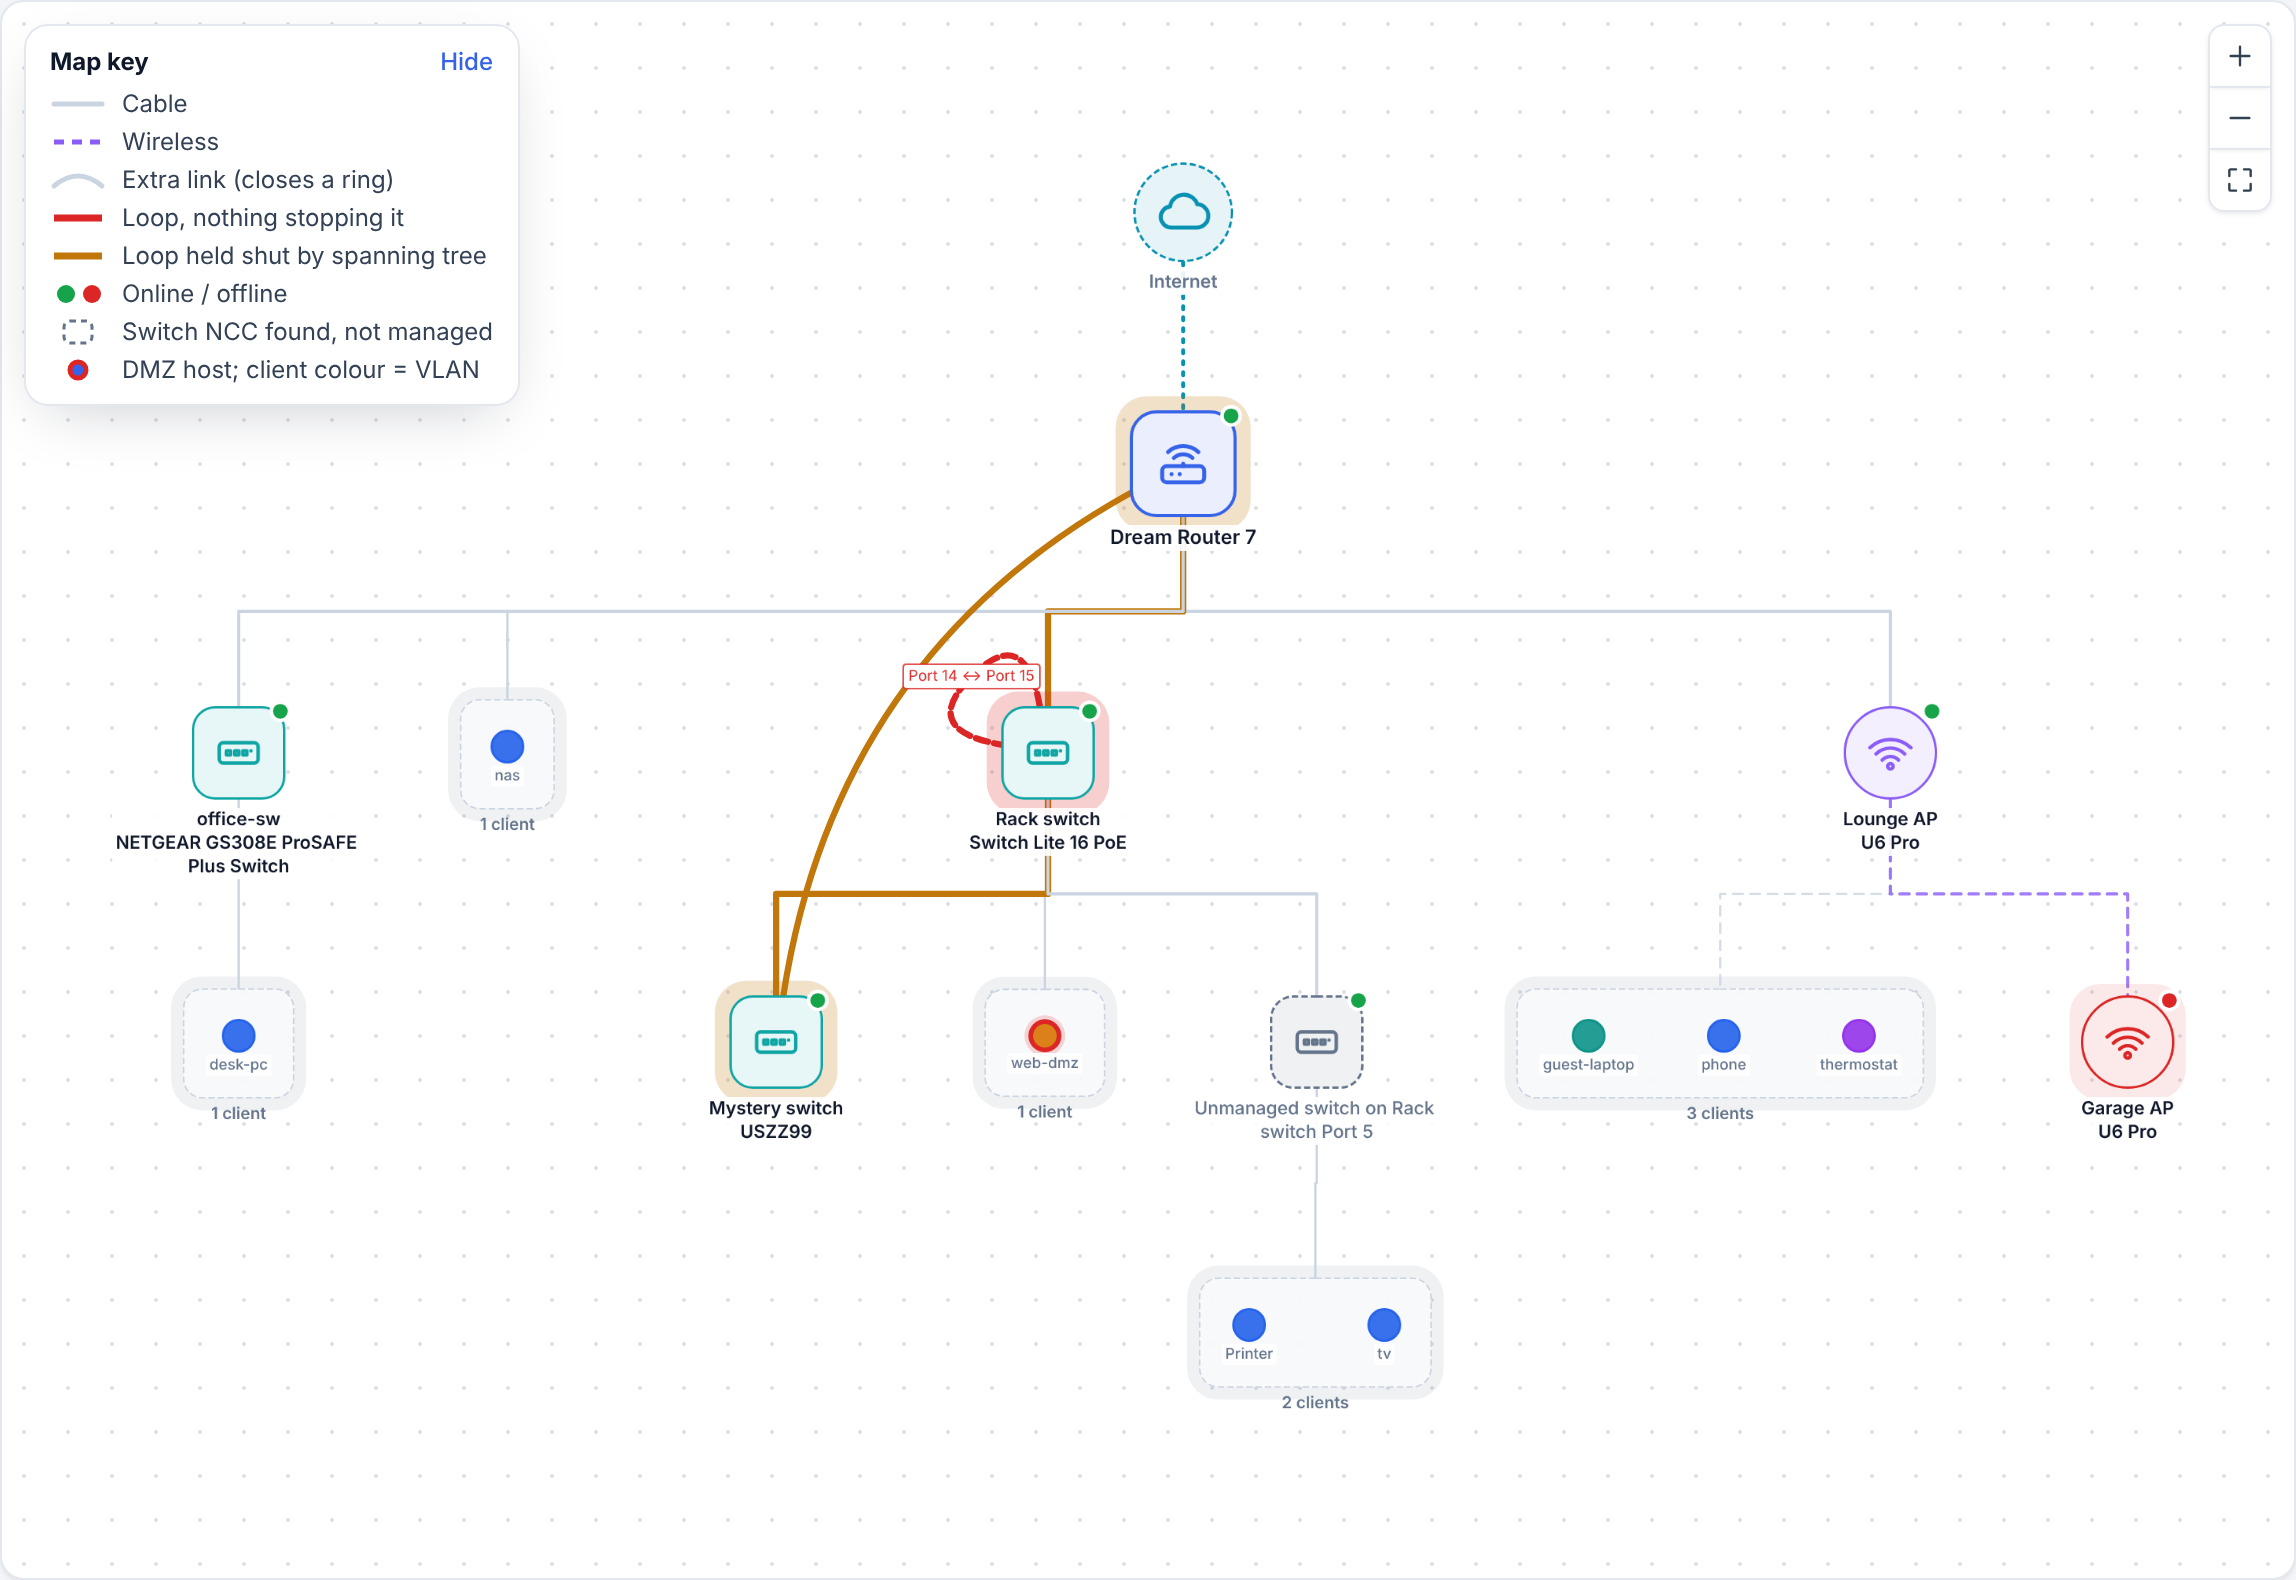 Map key
Hide
Cable
Wireless
Extra link (closes a ring)
Loop, nothing stopping it
Loop held shut by spanning tree
Online / offline
Switch NCC found, not managed
DMZ host; client colour = VLAN
Internet
Dream Router 7
Port 14 ↔ Port 15
office-sw
NETGEAR GS308E ProSAFE
Plus Switch
nas
1 client
Rack switch
Switch Lite 16 PoE
Lounge AP
U6 Pro
desk-pc
1 client
Mystery switch
USZZ99
web-dmz
1 client
Unmanaged switch on Rack
switch Port 5
guest-laptop
phone
thermostat
3 clients
Garage AP
U6 Pro
Printer
tv
2 clients